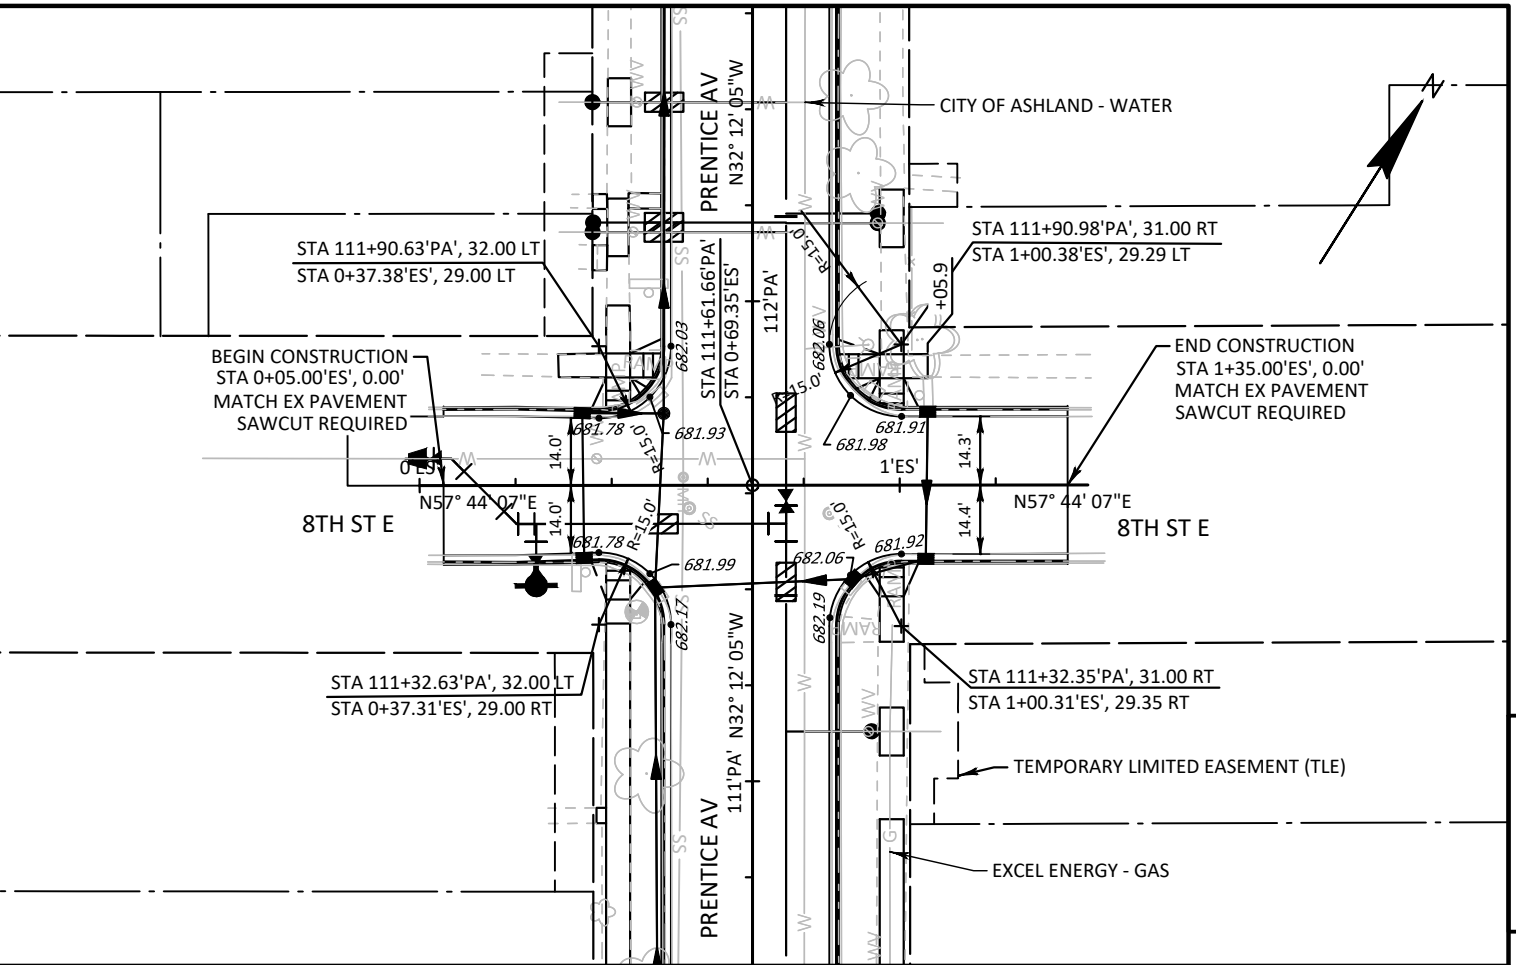 SS
PRENTICE AV
N32° 12' 05"W
W
CITY OF ASHLAND - WATER
N
STA 111+90.63'PA', 32.00 LT
STA 0+37.38'ES', 29.00 LT
STA 111+61.66'PA'
STA 0+69.35'ES'
112'PA'
R=15.0'
STA 111+90.98'PA', 31.00 RT
STA 1+00.38'ES', 29.29 LT
+05.9
BEGIN CONSTRUCTION
STA 0+05.00'ES', 0.00'
MATCH EX PAVEMENT
SAWCUT REQUIRED
682.03
682.06
END CONSTRUCTION
STA 1+35.00'ES', 0.00'
MATCH EX PAVEMENT
SAWCUT REQUIRED
681.78
681.93
R=15.0'
681.98
681.91
14.0'
14.3'
1'ES'
N57° 44' 07"E
N57° 44' 07"E
8TH ST E
8TH ST E
14.0'
R=15.0'
R=15.0'
14.4'
681.78
681.99
682.06
681.92
682.17
682.19
RAMP
STA 111+32.63'PA', 32.00 LT
STA 0+37.31'ES', 29.00 RT
STA 111+32.35'PA', 31.00 RT
STA 1+00.31'ES', 29.35 RT
N32° 12' 05"W
111'PA'
PRENTICE AV
TEMPORARY LIMITED EASEMENT (TLE)
SS
W
G
EXCEL ENERGY - GAS